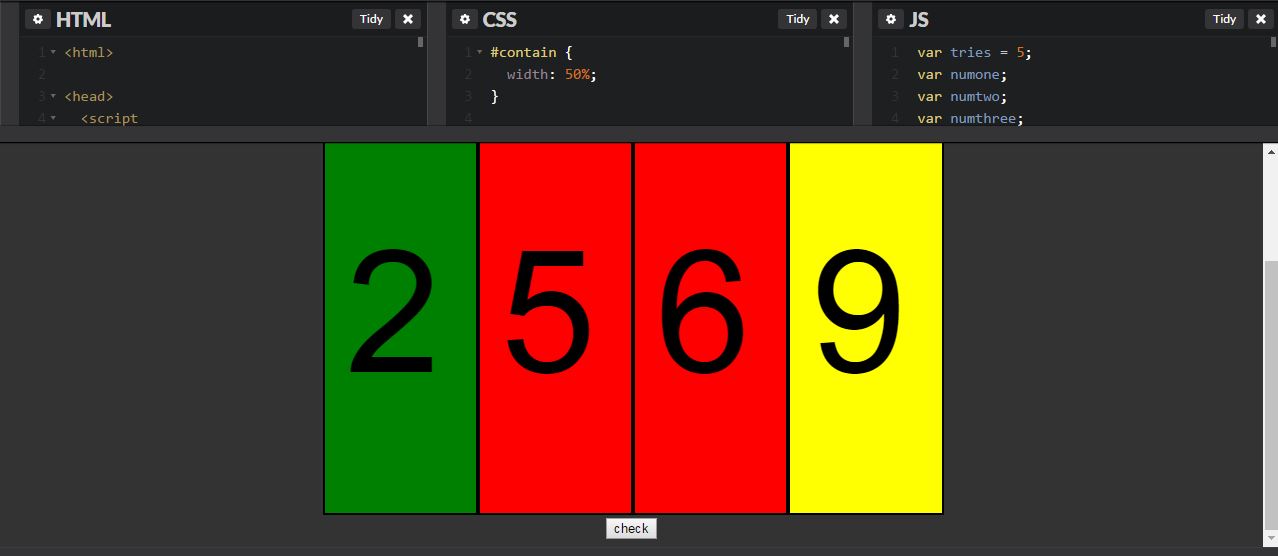 HTML Tidy
1 <html>
2
3 <head>
4 <script
CSS Tidy
1 #contain {
2 width: 50%;
3 }
4
JS Tidy
1 var tries = 5;
2 var numone;
3 var numtwo;
4 var numthree;
2 5 6 9
check